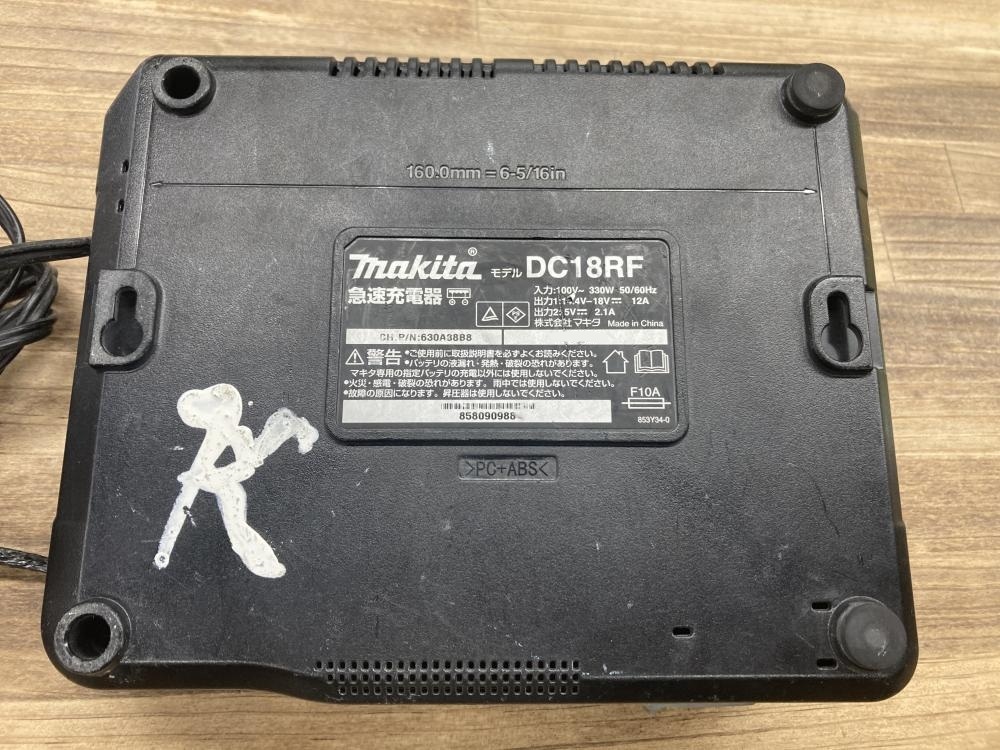 160.0mm = 6-5/16in
makita® モデル DC18RF
急速充電器
入力:100V~ 330W 50/60Hz
出力1:14.4V-18V⎓ 12A
出力2:5V⎓ 2.1A
株式会社マキタ Made in China
CH.P/N:630A38B8
警告 •ご使用前に取扱説明書を必ずよくお読みください。
•バッテリの液漏れ・発熱・破裂の恐れがあります。
マキタ専用の指定バッテリの充電以外には使用しないでください。
•火災・感電・破裂の恐れがあります。雨中では使用しないでください。
•故障の原因になります。昇圧器は使用しないでください。
F10A
858090988
853Y34-0
>PC+ABS<
R